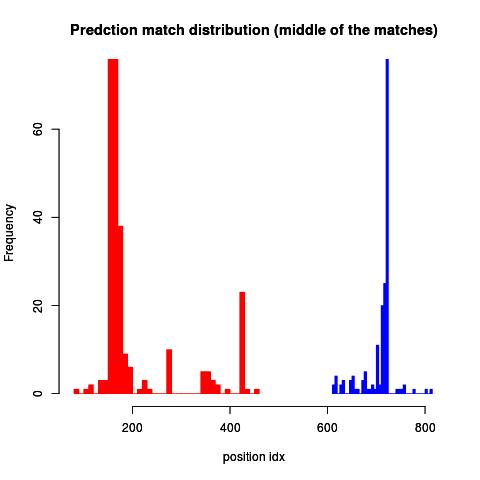 Predction match distribution (middle of the matches)
Frequency
60
40
20
0
200 400 600 800
position idx